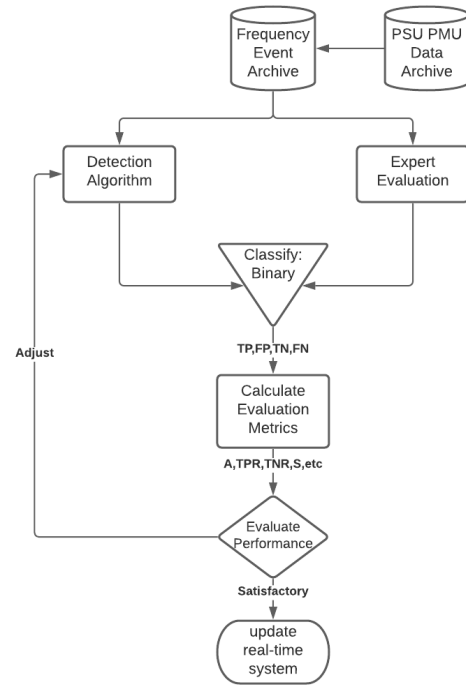 Frequency
Event
Archive
PSU PMU
Data
Archive
Detection
Algorithm
Expert
Evaluation
Classify:
Binary
TP,FP,TN,FN
Adjust
Calculate
Evaluation
Metrics
A,TPR,TNR,S,etc
Evaluate
Performance
Satisfactory
update
real-time
system